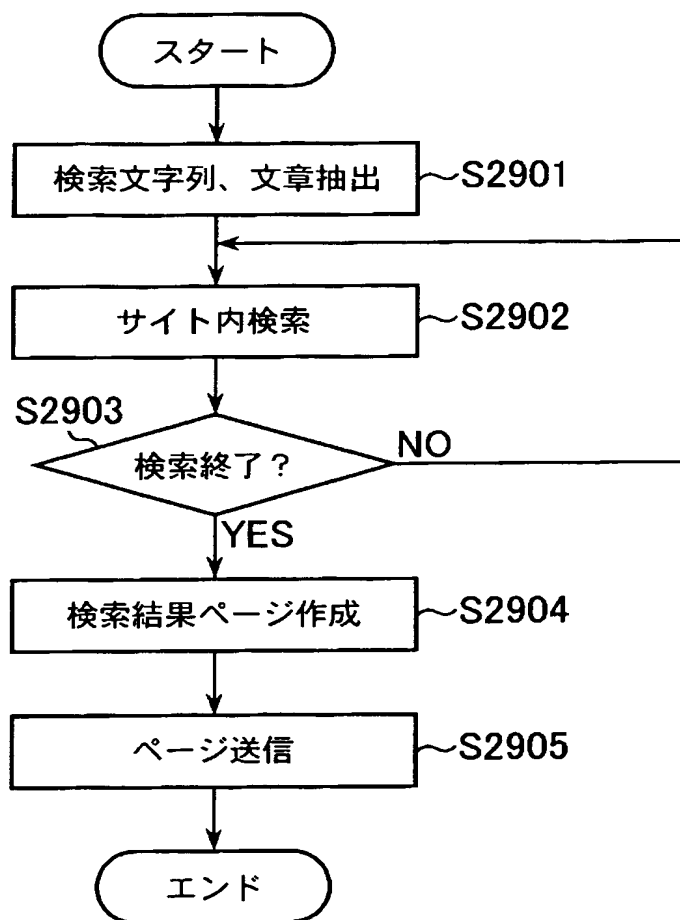 スタート
検索文字列、文章抽出
S2901
サイト内検索
S2902
S2903
検索終了？
NO
YES
検索結果ページ作成
S2904
ページ送信
S2905
エンド